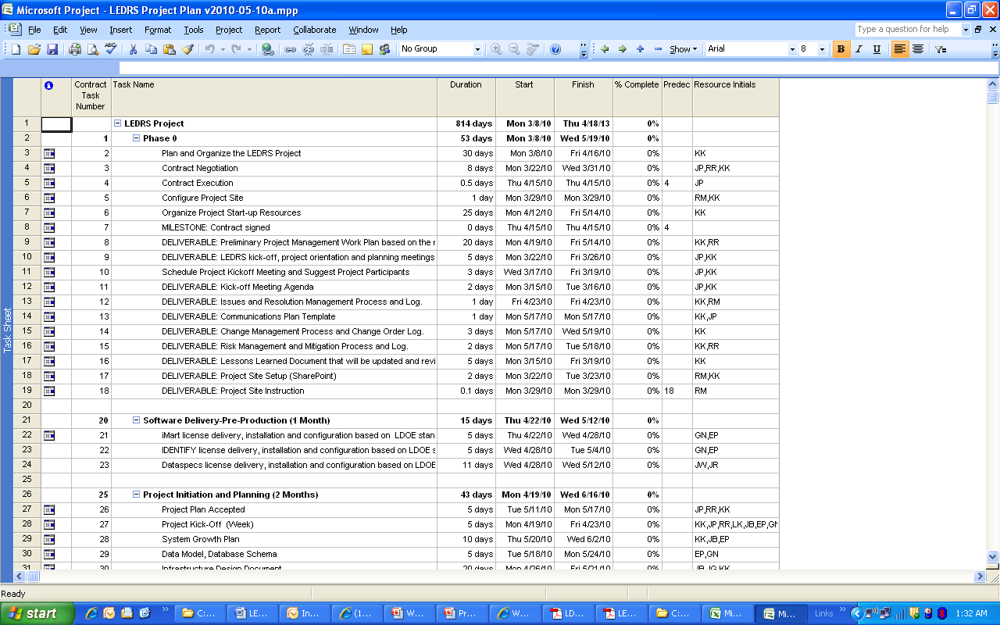 Microsoft Project - LEDRS Project Plan v2010-05-10a.mpp
File Edit View Insert Format Tools Project Report Collaborate Window Help Type a question for help
No Group Show Arial 8 B I U
Contract Task Number Task Name Duration Start Finish % Complete Predec Resource Initials
1 LEDRS Project 814 days Mon 3/8/10 Thu 4/18/13 0%
2 1 Phase 0 53 days Mon 3/8/10 Wed 5/19/10 0%
3 2 Plan and Organize the LEDRS Project 30 days Mon 3/8/10 Fri 4/16/10 0% KK
4 3 Contract Negotiation 8 days Mon 3/22/10 Wed 3/31/10 0% JP,RR,KK
5 4 Contract Execution 0.5 days Thu 4/15/10 Thu 4/15/10 0% 4 JP
6 5 Configure Project Site 1 day Mon 3/29/10 Mon 3/29/10 0% RM,KK
7 6 Organize Project Start-up Resources 25 days Mon 4/12/10 Fri 5/14/10 0% KK
8 7 MILESTONE: Contract signed 0 days Thu 4/15/10 Thu 4/15/10 0% 4
9 8 DELIVERABLE: Preliminary Project Management Work Plan based on the r 20 days Mon 4/19/10 Fri 5/14/10 0% KK,RR
10 9 DELIVERABLE: LEDRS kick-off, project orientation and planning meetings 5 days Mon 3/22/10 Fri 3/26/10 0% JP,KK
11 10 Schedule Project Kickoff Meeting and Suggest Project Participants 3 days Wed 3/17/10 Fri 3/19/10 0% JP,KK
12 11 DELIVERABLE: Kick-off Meeting Agenda 2 days Mon 3/15/10 Tue 3/16/10 0% JP,KK
13 12 DELIVERABLE: Issues and Resolution Management Process and Log. 1 day Fri 4/23/10 Fri 4/23/10 0% KK,RM
14 13 DELIVERABLE: Communications Plan Template 1 day Mon 5/17/10 Mon 5/17/10 0% KK,JP
15 14 DELIVERABLE: Change Management Process and Change Order Log. 3 days Mon 5/17/10 Wed 5/19/10 0% KK
16 15 DELIVERABLE: Risk Management and Mitigation Process and Log. 2 days Mon 5/17/10 Tue 5/18/10 0% KK,RR
17 16 DELIVERABLE: Lessons Learned Document that will be updated and revi 5 days Mon 3/15/10 Fri 3/19/10 0% KK
18 17 DELIVERABLE: Project Site Setup (SharePoint) 2 days Mon 3/22/10 Tue 3/23/10 0% RM,KK
19 18 DELIVERABLE: Project Site Instruction 0.1 days Mon 3/29/10 Mon 3/29/10 0% 18 RM
20
21 20 Software Delivery-Pre-Production (1 Month) 15 days Thu 4/22/10 Wed 5/12/10 0%
22 21 iMart license delivery, installation and configuration based on LDOE stan 5 days Thu 4/22/10 Wed 4/28/10 0% GN,EP
23 22 IDENTIFY license delivery, installation and configuration based on LDOE s 5 days Wed 4/28/10 Tue 5/4/10 0% GN,EP
24 23 Dataspecs license delivery, installation and configuration based on LDOE 11 days Wed 4/28/10 Wed 5/12/10 0% JW,JR
25
26 25 Project Initiation and Planning (2 Months) 43 days Mon 4/19/10 Wed 6/16/10 0%
27 26 Project Plan Accepted 5 days Tue 5/11/10 Mon 5/17/10 0% JP,RR,KK
28 27 Project Kick-Off (Week) 5 days Mon 4/19/10 Fri 4/23/10 0% KK,JP,RR,LK,JB,EP,GN
29 28 System Growth Plan 10 days Thu 5/20/10 Wed 6/2/10 0% KK,JB,EP
30 29 Data Model, Database Schema 5 days Tue 5/18/10 Mon 5/24/10 0% EP,GN
31 30 Infrastructure Design Document 20 days Mon 4/26/10 Fri 5/21/10 0% JB,JG,KK
Task Sheet
Ready
start C:... LE... In... (1... W... Pr... W... LD... LE... C:... Mi... Mi... Links 1:32 AM